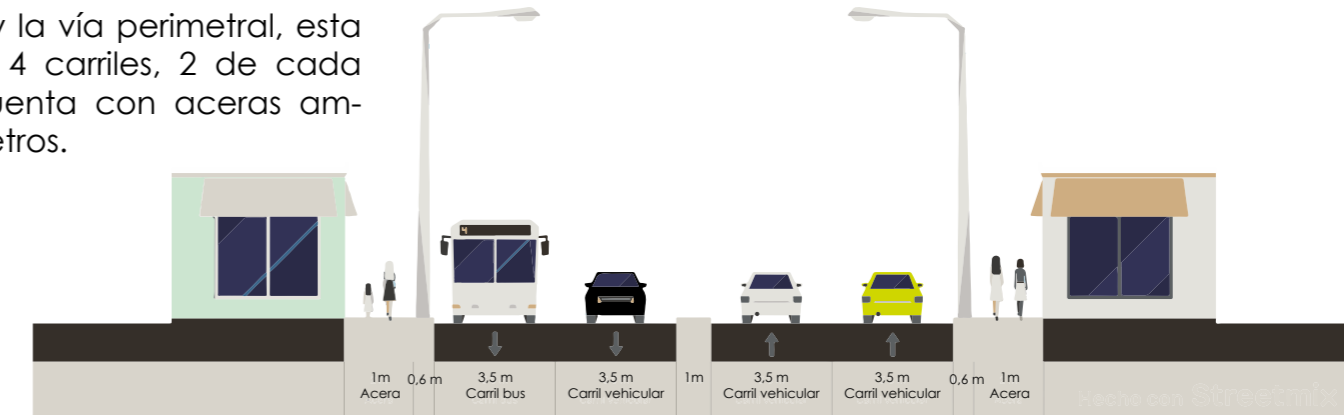 y la vía perimetral, esta
4 carriles, 2 de cada
uenta con aceras am-
etros.
4
1m
Acera
0,6 m
3,5 m
Carril bus
3,5 m
Carril vehicular
1m
3,5 m
Carril vehicular
3,5 m
Carril vehicular
0,6 m
1m
Acera
Hecho con Streetmix